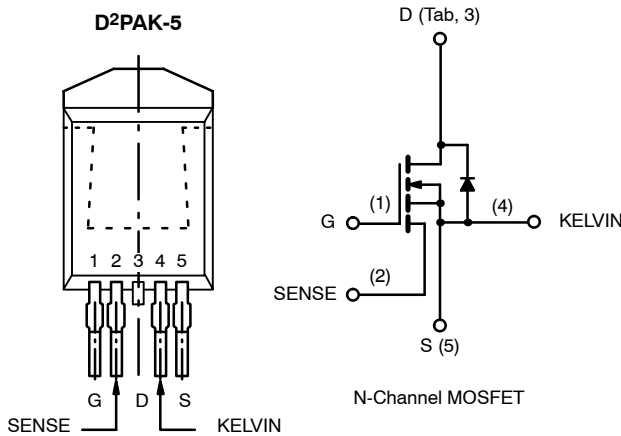 D²PAK-5
1 2 3 4 5
G D S
SENSE KELVIN
D (Tab, 3)
(1)
G
(4)
KELVIN
(2)
SENSE
S (5)
N-Channel MOSFET